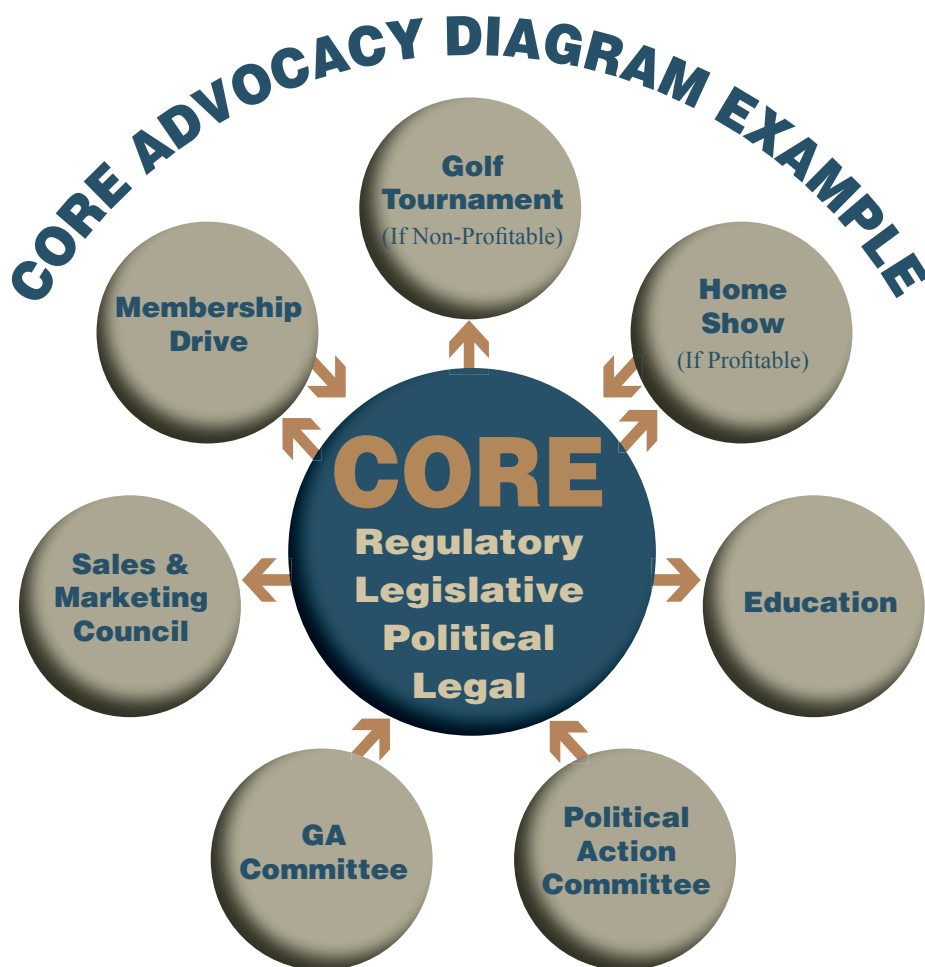 CORE ADVOCACY DIAGRAM EXAMPLE
Golf
Tournament
(If Non-Profitable)
Membership
Drive
Home
Show
(If Profitable)
CORE
Regulatory
Legislative
Political
Legal
Sales &
Marketing
Council
Education
GA
Committee
Political
Action
Committee